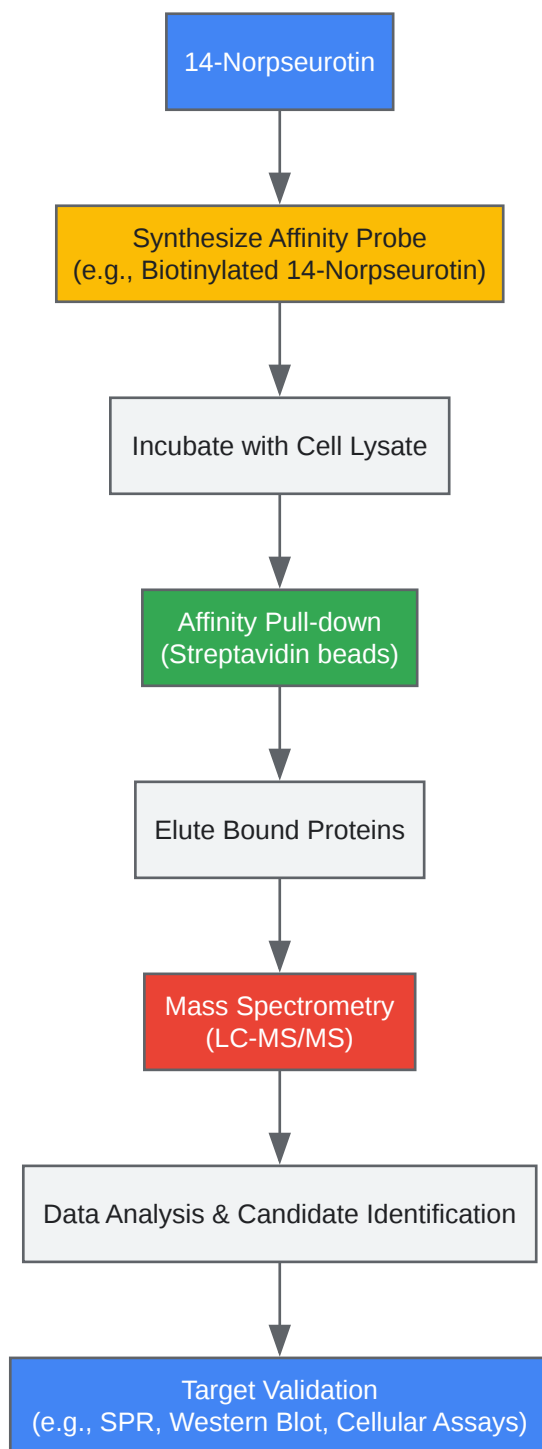 14-Norpseurotin
Synthesize Affinity Probe
(e.g., Biotinylated 14-Norpseurotin)
Incubate with Cell Lysate
Affinity Pull-down
(Streptavidin beads)
Elute Bound Proteins
Mass Spectrometry
(LC-MS/MS)
Data Analysis & Candidate Identification
Target Validation
(e.g., SPR, Western Blot, Cellular Assays)